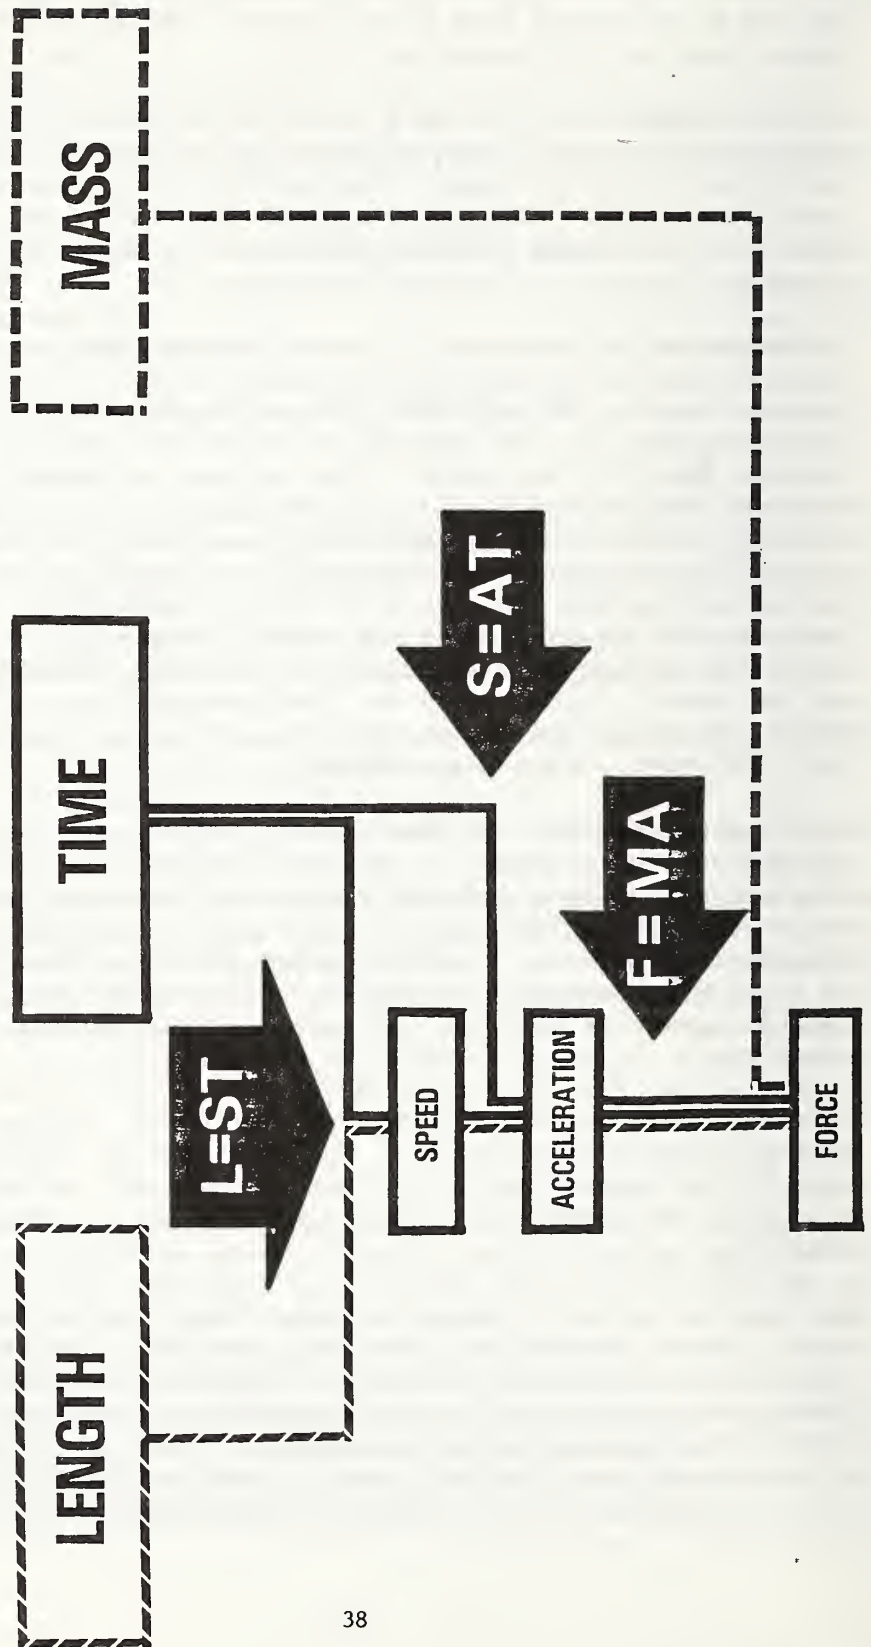 LENGTH
TIME
MASS
L=ST
S=AT
SPEED
ACCELERATION
F=MA
FORCE
38